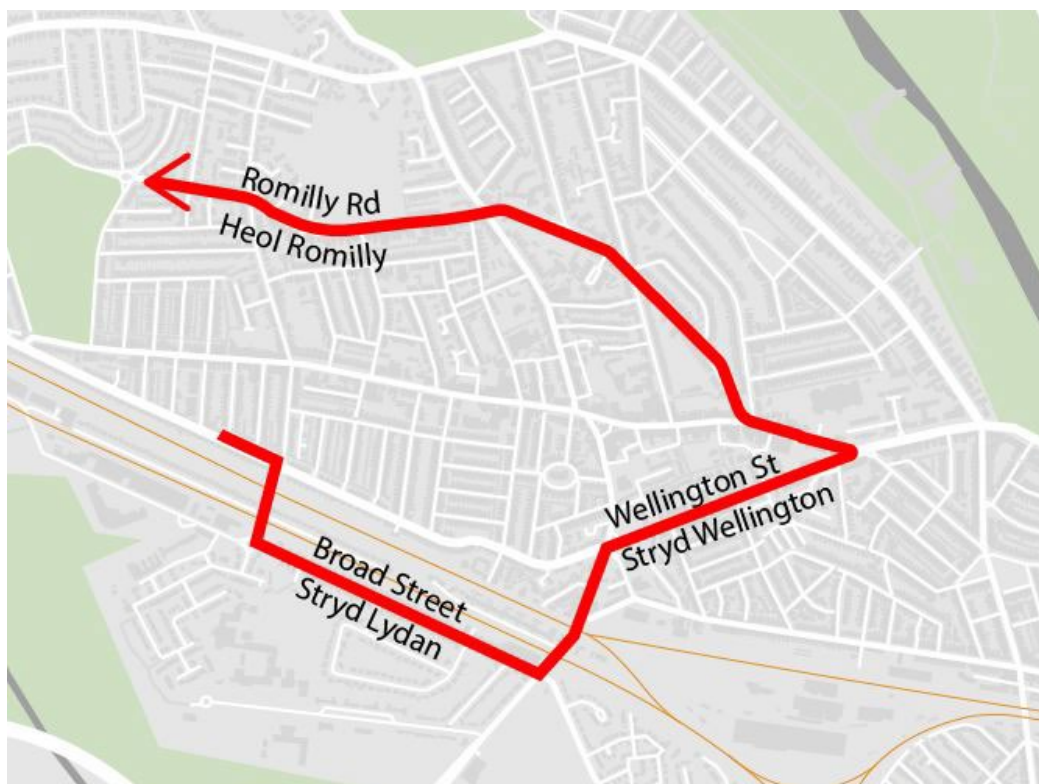 Romilly Rd
Heol Romilly
Wellington St
Stryd Wellington
Broad Street
Stryd Lydan